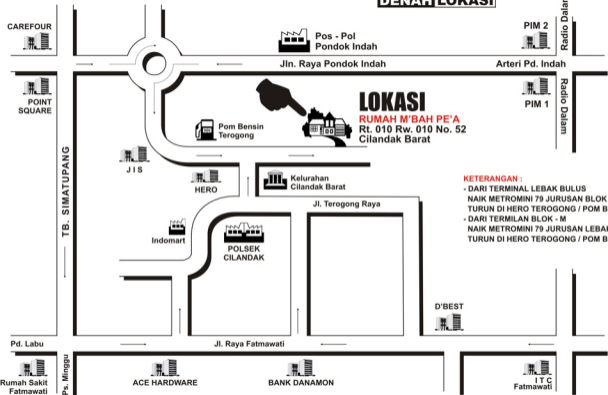 DENAH LOKASI
CAREFOUR
Pos - Pol
Pondok Indah
PIM 2
Radio Dalam
Jln. Raya Pondok Indah
Arteri Pd. Indah
POINT
SQUARE
PIM 1
Radio Dalam
LOKASI
RUMAH M'BAH PE'A
Rt. 010 Rw. 010 No. 52
Cilandak Barat
Pom Bensin
Terogong
J I S
HERO
Kelurahan
Cilandak Barat
TB. SIMATUPANG
Jl. Terogong Raya
KETERANGAN :
- DARI TERMINAL LEBAK BULUS
NAIK METROMINI 79 JURUSAN BLOK
TURUN DI HERO TEROGONG / POM B
- DARI TERMILAN BLOK - M
NAIK METROMINI 79 JURUSAN LEBAK
TURUN DI HERO TEROGONG / POM B
Indomart
POLSEK
CILANDAK
D'BEST
Pd. Labu
Jl. Raya Fatmawati
Rumah Sakit
Fatmawati
Ps. Minggu
ACE HARDWARE
BANK DANAMON
I T C
Fatmawati